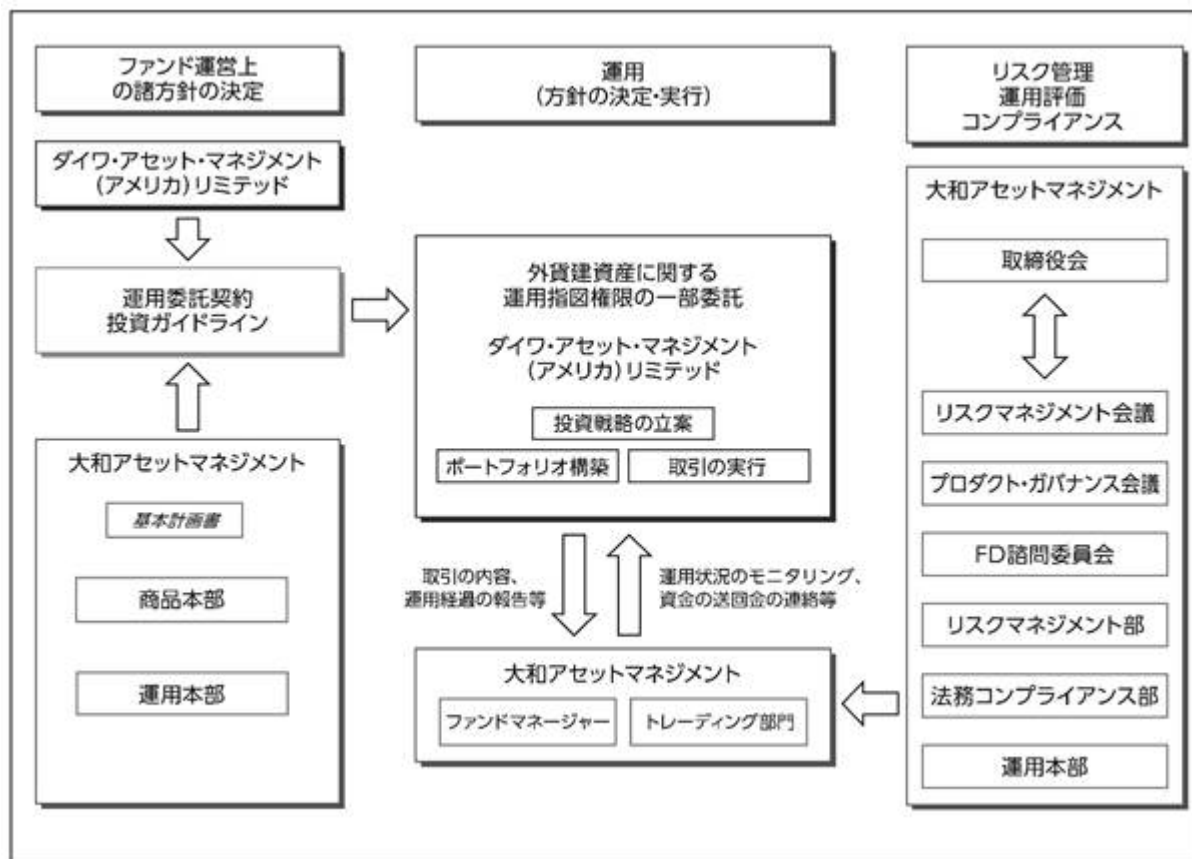 ファンド運営上
の諸方針の決定
ダイワ・アセット・マネジメント
(アメリカ)リミテッド
運用委託契約
投資ガイドライン
大和アセットマネジメント
基本計画書
商品本部
運用本部
運用
(方針の決定・実行)
外貨建資産に関する
運用指図権限の一部委託
ダイワ・アセット・マネジメント
(アメリカ)リミテッド
投資戦略の立案
ポートフォリオ構築
取引の実行
取引の内容、
運用経過の報告等
運用状況のモニタリング、
資金の送回金の連絡等
大和アセットマネジメント
ファンドマネージャー
トレーディング部門
リスク管理
運用評価
コンプライアンス
大和アセットマネジメント
取締役会
リスクマネジメント会議
プロダクト・ガバナンス会議
FD諮問委員会
リスクマネジメント部
法務コンプライアンス部
運用本部